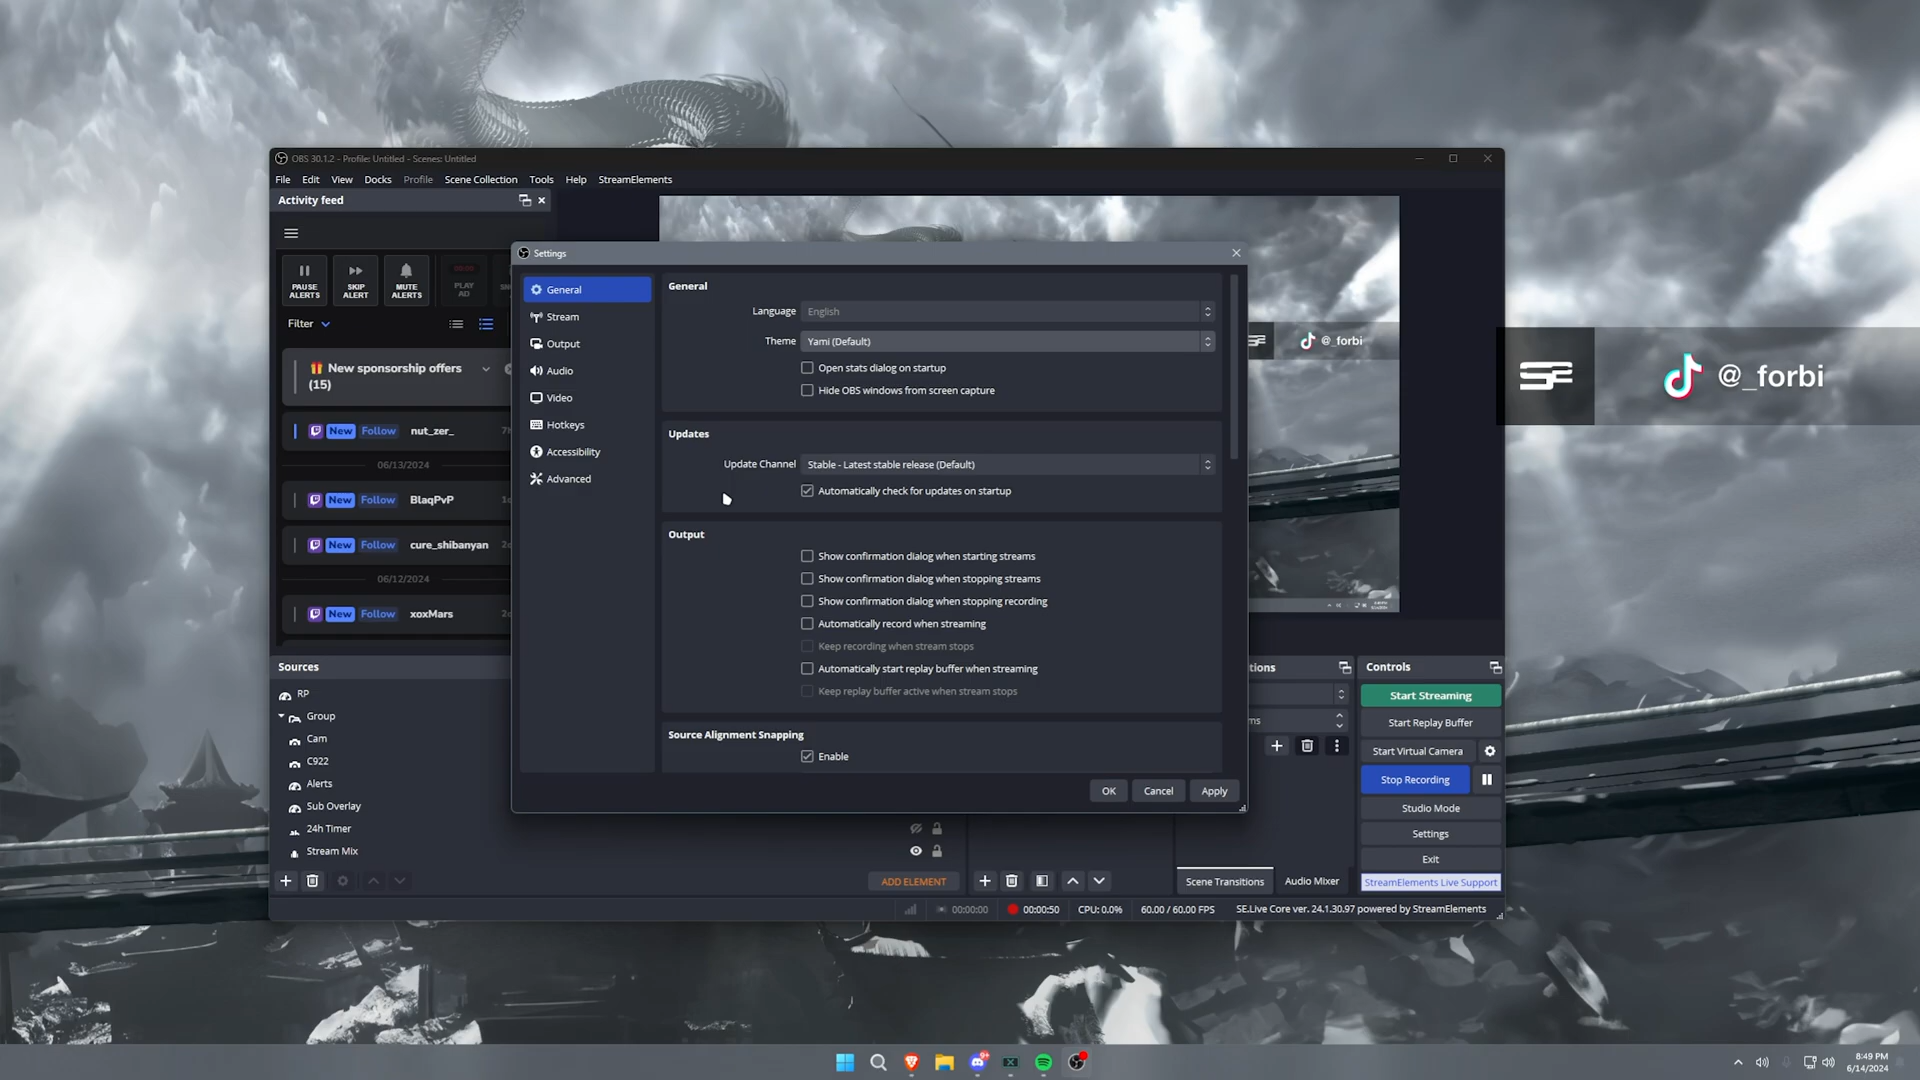 OBS 30.1.2 - Profile: Untitled - Scenes: Untitled
File Edit View Docks Profile Scene Collection Tools Help StreamElements
Activity feed
PAUSE ALERTS
SKIP ALERT
MUTE ALERTS
PLAY AD
Filter
New sponsorship offers
(15)
New Follow nut_zer_
06/13/2024
New Follow BlaqPvP
New Follow cure_shibanyan
06/12/2024
New Follow xoxMars
Settings
General
Stream
Output
Audio
Video
Hotkeys
Accessibility
Advanced
General
Language English
Theme Yami (Default)
Open stats dialog on startup
Hide OBS windows from screen capture
Updates
Update Channel Stable - Latest stable release (Default)
Automatically check for updates on startup
Output
Show confirmation dialog when starting streams
Show confirmation dialog when stopping streams
Show confirmation dialog when stopping recording
Automatically record when streaming
Keep recording when stream stops
Automatically start replay buffer when streaming
Keep replay buffer active when stream stops
Source Alignment Snapping
Enable
OK Cancel Apply
@_forbi
@_forbi
Sources
RP
Group
Cam
C922
Alerts
Sub Overlay
24h Timer
Stream Mix
ADD ELEMENT
Scene Transitions Audio Mixer
Controls
Start Streaming
Start Replay Buffer
Start Virtual Camera
Stop Recording
Studio Mode
Settings
Exit
StreamElements Live Support
00:00:00 00:00:50 CPU: 0.0% 60.00 / 60.00 FPS SE.Live Core ver. 24.1.30.97 powered by StreamElements
9+
8:49 PM
6/14/2024